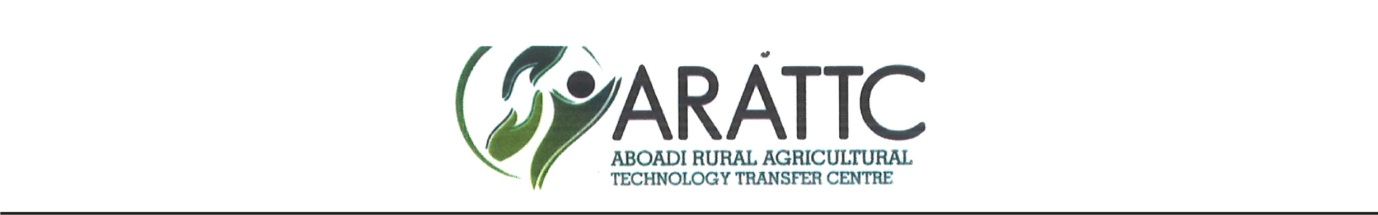 ARATTC
ABOADI RURAL AGRICULTURAL
TECHNOLOGY TRANSFER CENTRE